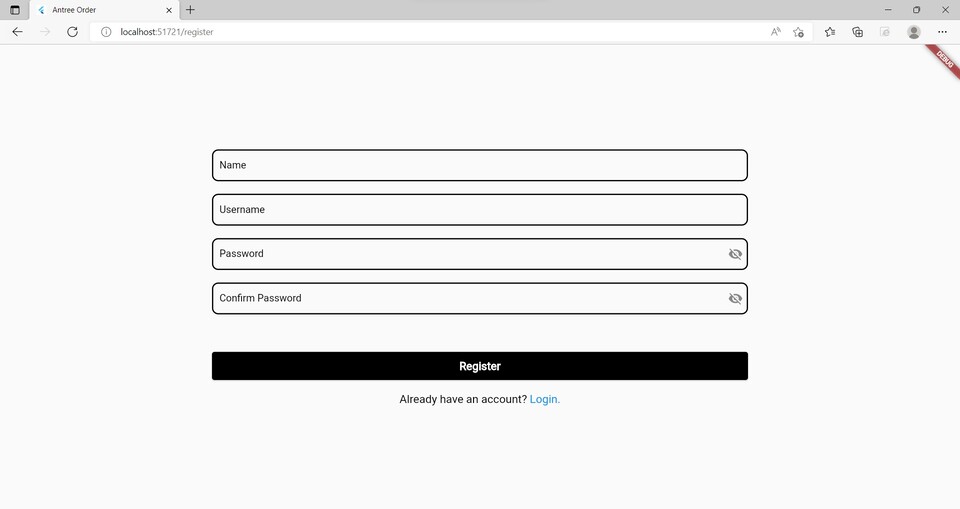 Antree Order
localhost:51721/register
DEBUG
Name
Username
Password
Confirm Password
Register
Already have an account? Login.